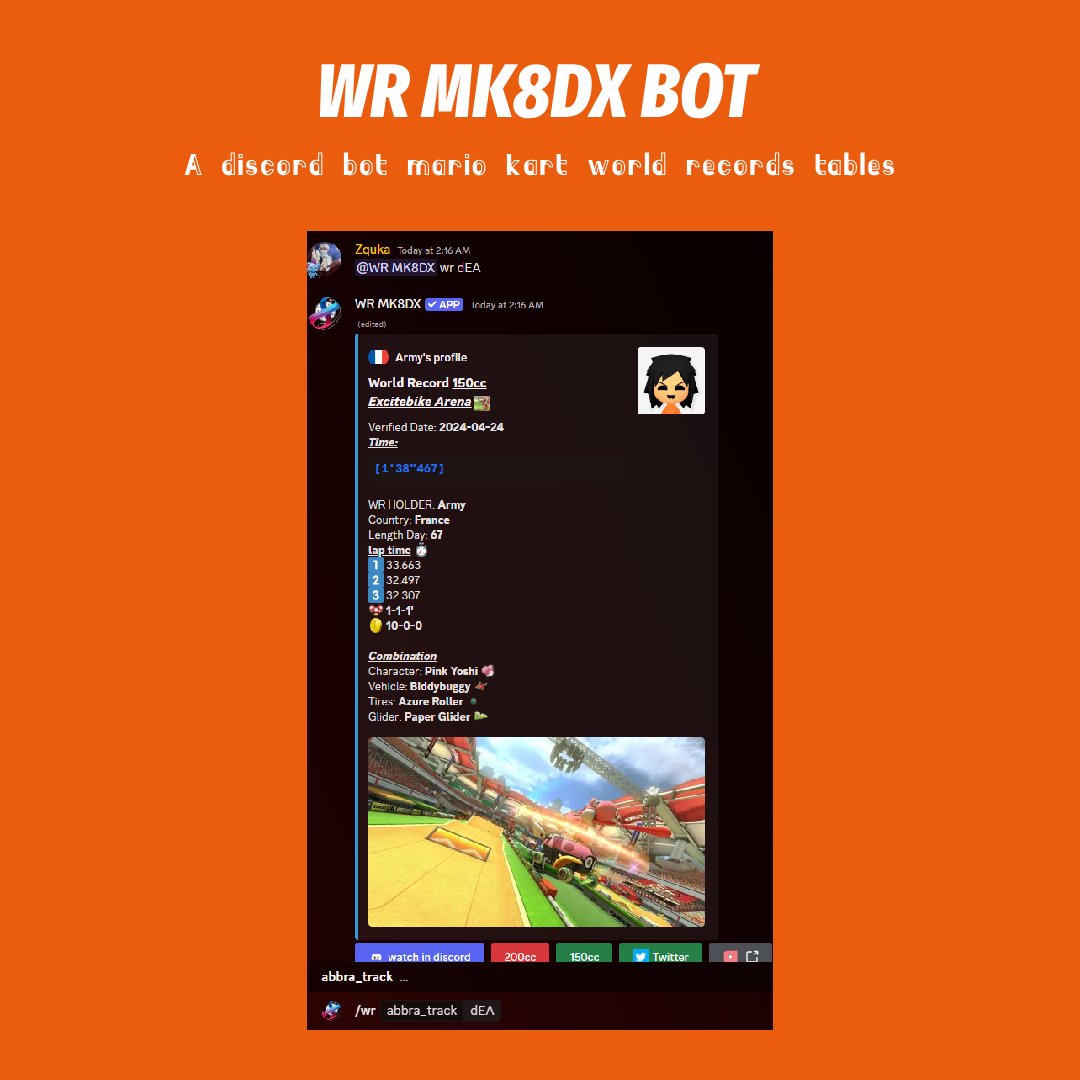 WR MK8DX BOT
A discord bot mario kart world records tables
Zquka Today at 2:16 AM
@WR MK8DX wr dEA
WR MK8DX APP Today at 2:16 AM
(edited)
Army's profile
World Record 150cc
Excitebike Arena
Verified Date: 2024-04-24
Time:
[1'38"467]
WR HOLDER: Army
Country: France
Length Day: 67
lap time
1 33.663
2 32.497
3 32.307
1-1-1'
10-0-0
Combination
Character: Pink Yoshi
Vehicle: Biddybuggy
Tires: Azure Roller
Glider: Paper Glider
watch in discord 200cc 150cc Twitter
abbra_track ...
/wr abbra_track dEA